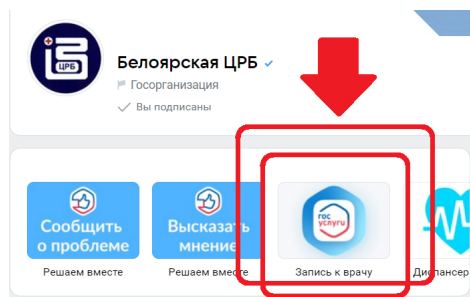 ЦРБ
Белоярская ЦРБ
Госорганизация
Вы подписаны
Сообщить
о проблеме
Решаем вместе
Высказать
мнение
Решаем вместе
гос
услуги
Запись к врачу
Диспансер